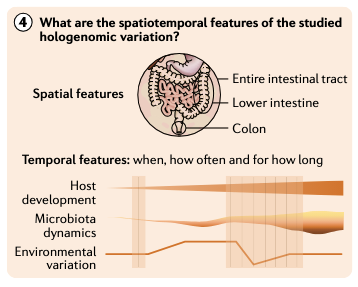 4 What are the spatiotemporal features of the studied
hologenomic variation?
Spatial features
Entire intestinal tract
Lower intestine
Colon
Temporal features: when, how often and for how long
Host
development
Microbiota
dynamics
Environmental
variation